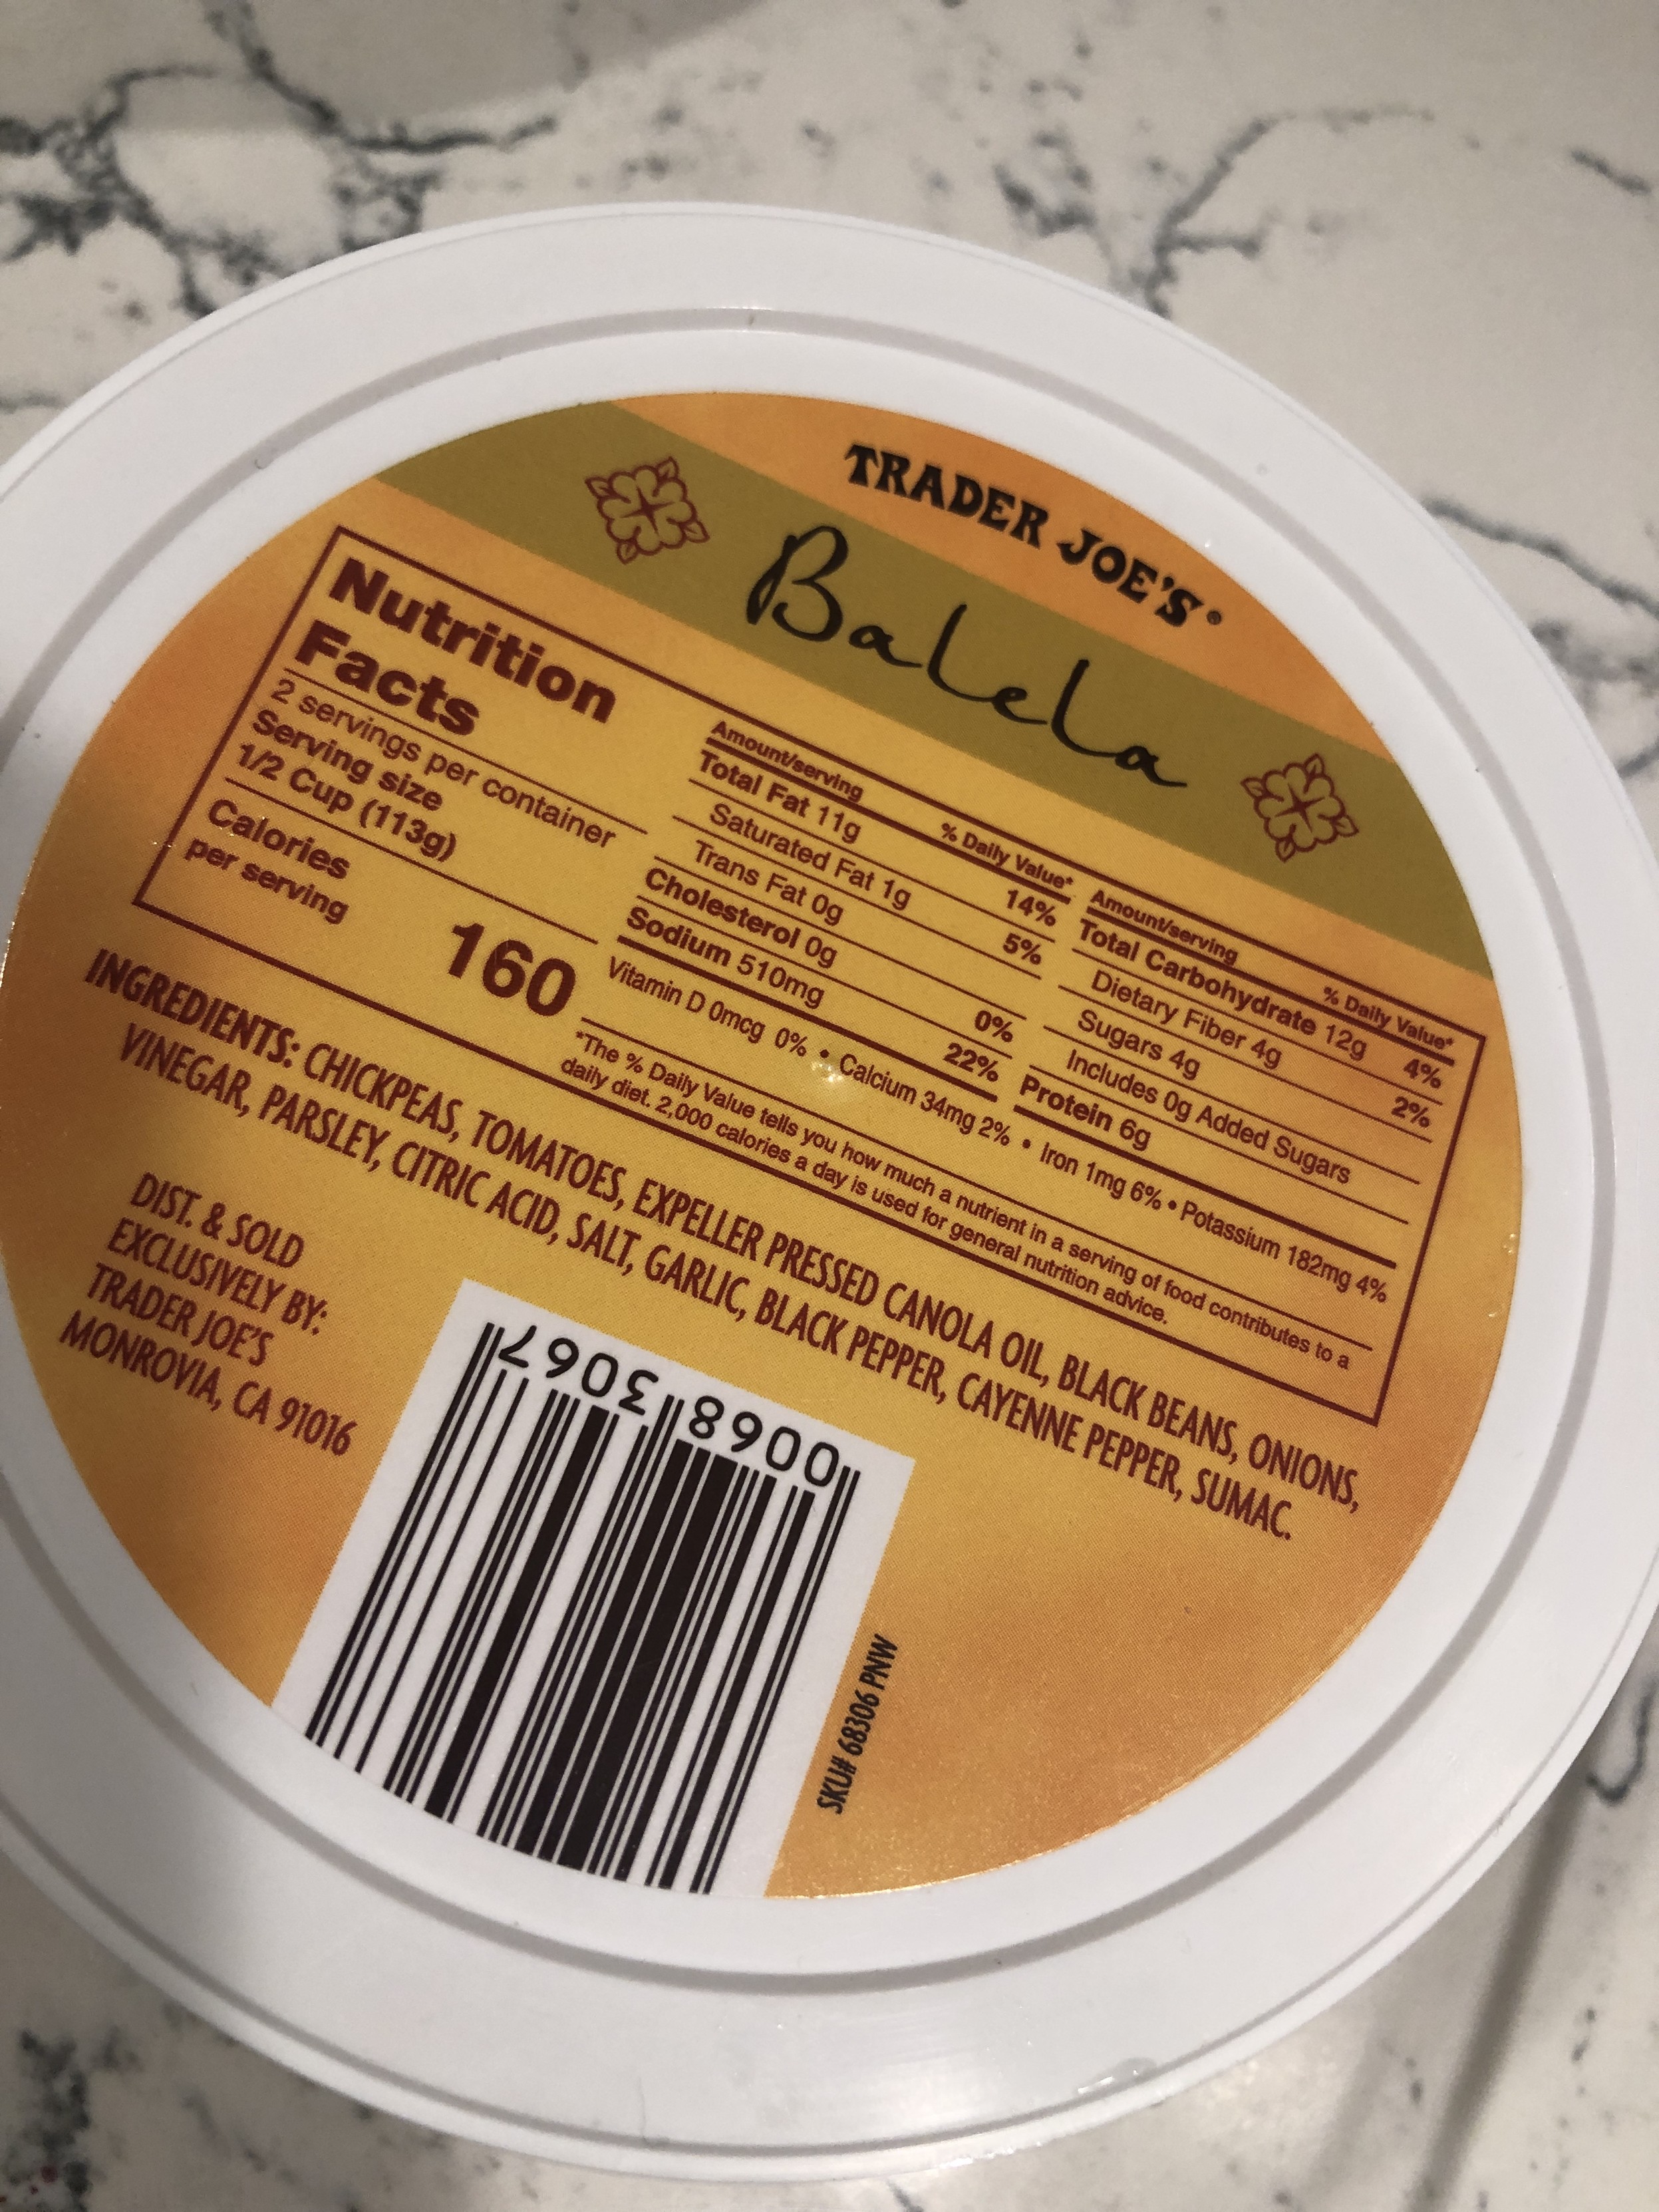 TRADER JOE'S®
Balela
Nutrition
Facts
2 servings per container
Serving size
1/2 Cup (113g)
Calories
per serving
160
Amount/serving % Daily Value*
Total Fat 11g 14%
Saturated Fat 1g 5%
Trans Fat 0g
Cholesterol 0g 0%
Sodium 510mg 22%
Amount/serving % Daily Value*
Total Carbohydrate 12g 4%
Dietary Fiber 4g 2%
Sugars 4g
Includes 0g Added Sugars
Protein 6g
Vitamin D 0mcg 0% • Calcium 34mg 2% • Iron 1mg 6% • Potassium 182mg 4%
*The % Daily Value tells you how much a nutrient in a serving of food contributes to a
daily diet. 2,000 calories a day is used for general nutrition advice.
INGREDIENTS: CHICKPEAS, TOMATOES, EXPELLER PRESSED CANOLA OIL, BLACK BEANS, ONIONS,
VINEGAR, PARSLEY, CITRIC ACID, SALT, GARLIC, BLACK PEPPER, CAYENNE PEPPER, SUMAC.
DIST. & SOLD
EXCLUSIVELY BY:
TRADER JOE'S
MONROVIA, CA 91016
0068 3067
SKU# 68306 PNW